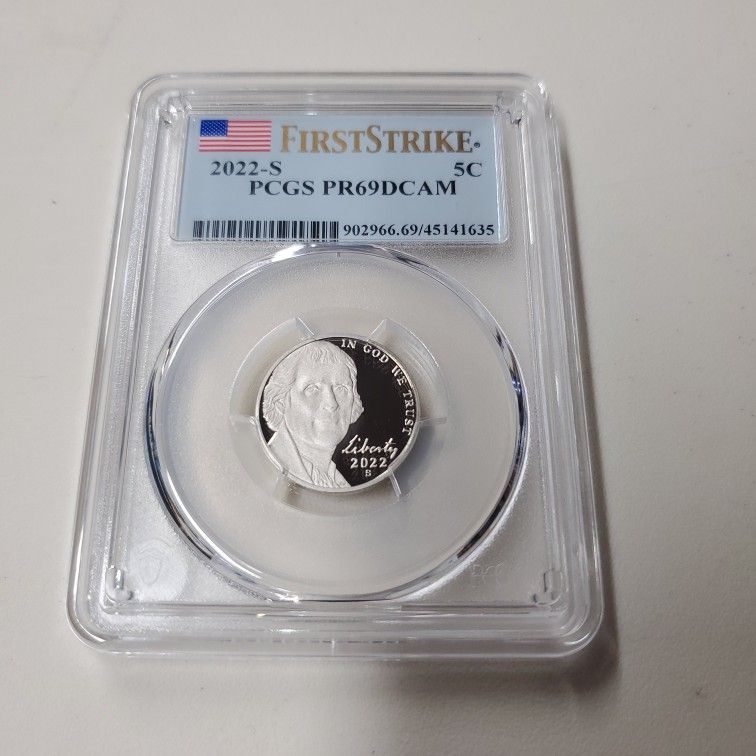 FIRSTSTRIKE®
2022-S 5C
PCGS PR69DCAM
902966.69/45141635
IN GOD WE TRUST
Liberty
2022